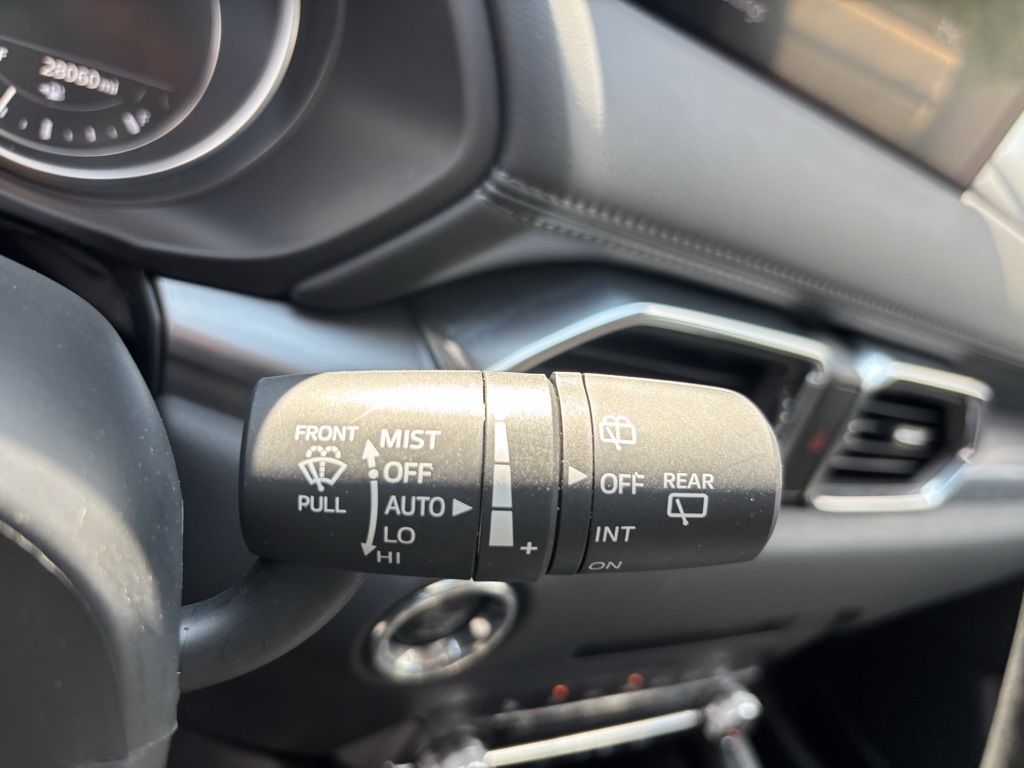 28060mi
FRONT
PULL
MIST
OFF
AUTO
LO
HI
+
OFF
INT
ON
REAR